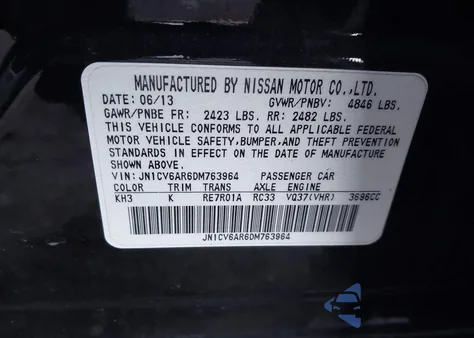 MANUFACTURED BY NISSAN MOTOR CO.,LTD.
DATE: 06/13 GVWR/PNBV: 4846 LBS.
GAWR/PNBE FR: 2423 LBS. RR: 2482 LBS.
THIS VEHICLE CONFORMS TO ALL APPLICABLE FEDERAL
MOTOR VEHICLE SAFETY,BUMPER,AND THEFT PREVENTION
STANDARDS IN EFFECT ON THE DATE OF MANUFACTURE
SHOWN ABOVE.
VIN: JN1CV6AR6DM763964 PASSENGER CAR
COLOR TRIM TRANS AXLE ENGINE
KH3 K RE7R01A RC33 VQ37(VHR) 3696CC
JN1CV6AR6DM763964